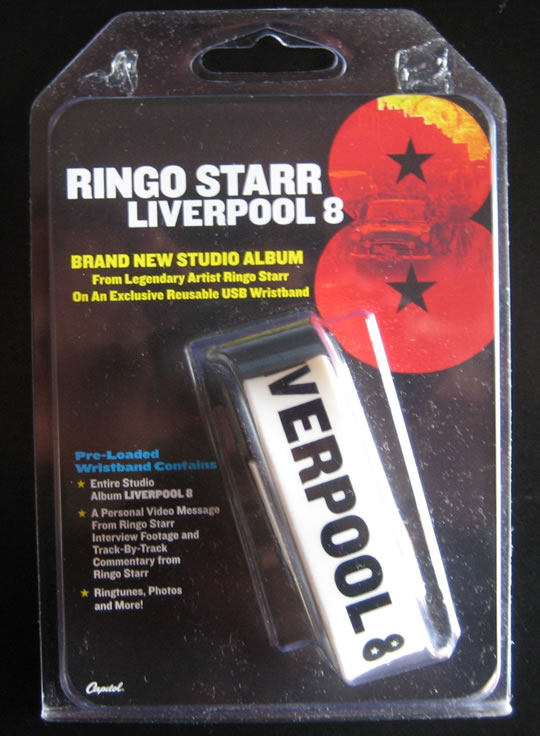 RINGO STARR
LIVERPOOL 8
BRAND NEW STUDIO ALBUM
From Legendary Artist Ringo Starr
On An Exclusive Reusable USB Wristband
VERPOOL 8
Pre-Loaded
Wristband Contains
★ Entire Studio
Album LIVERPOOL 8
★ A Personal Video Message
From Ringo Starr
Interview Footage and
Track-By-Track
Commentary from
Ringo Starr
★ Ringtunes, Photos
and More!
Capitol